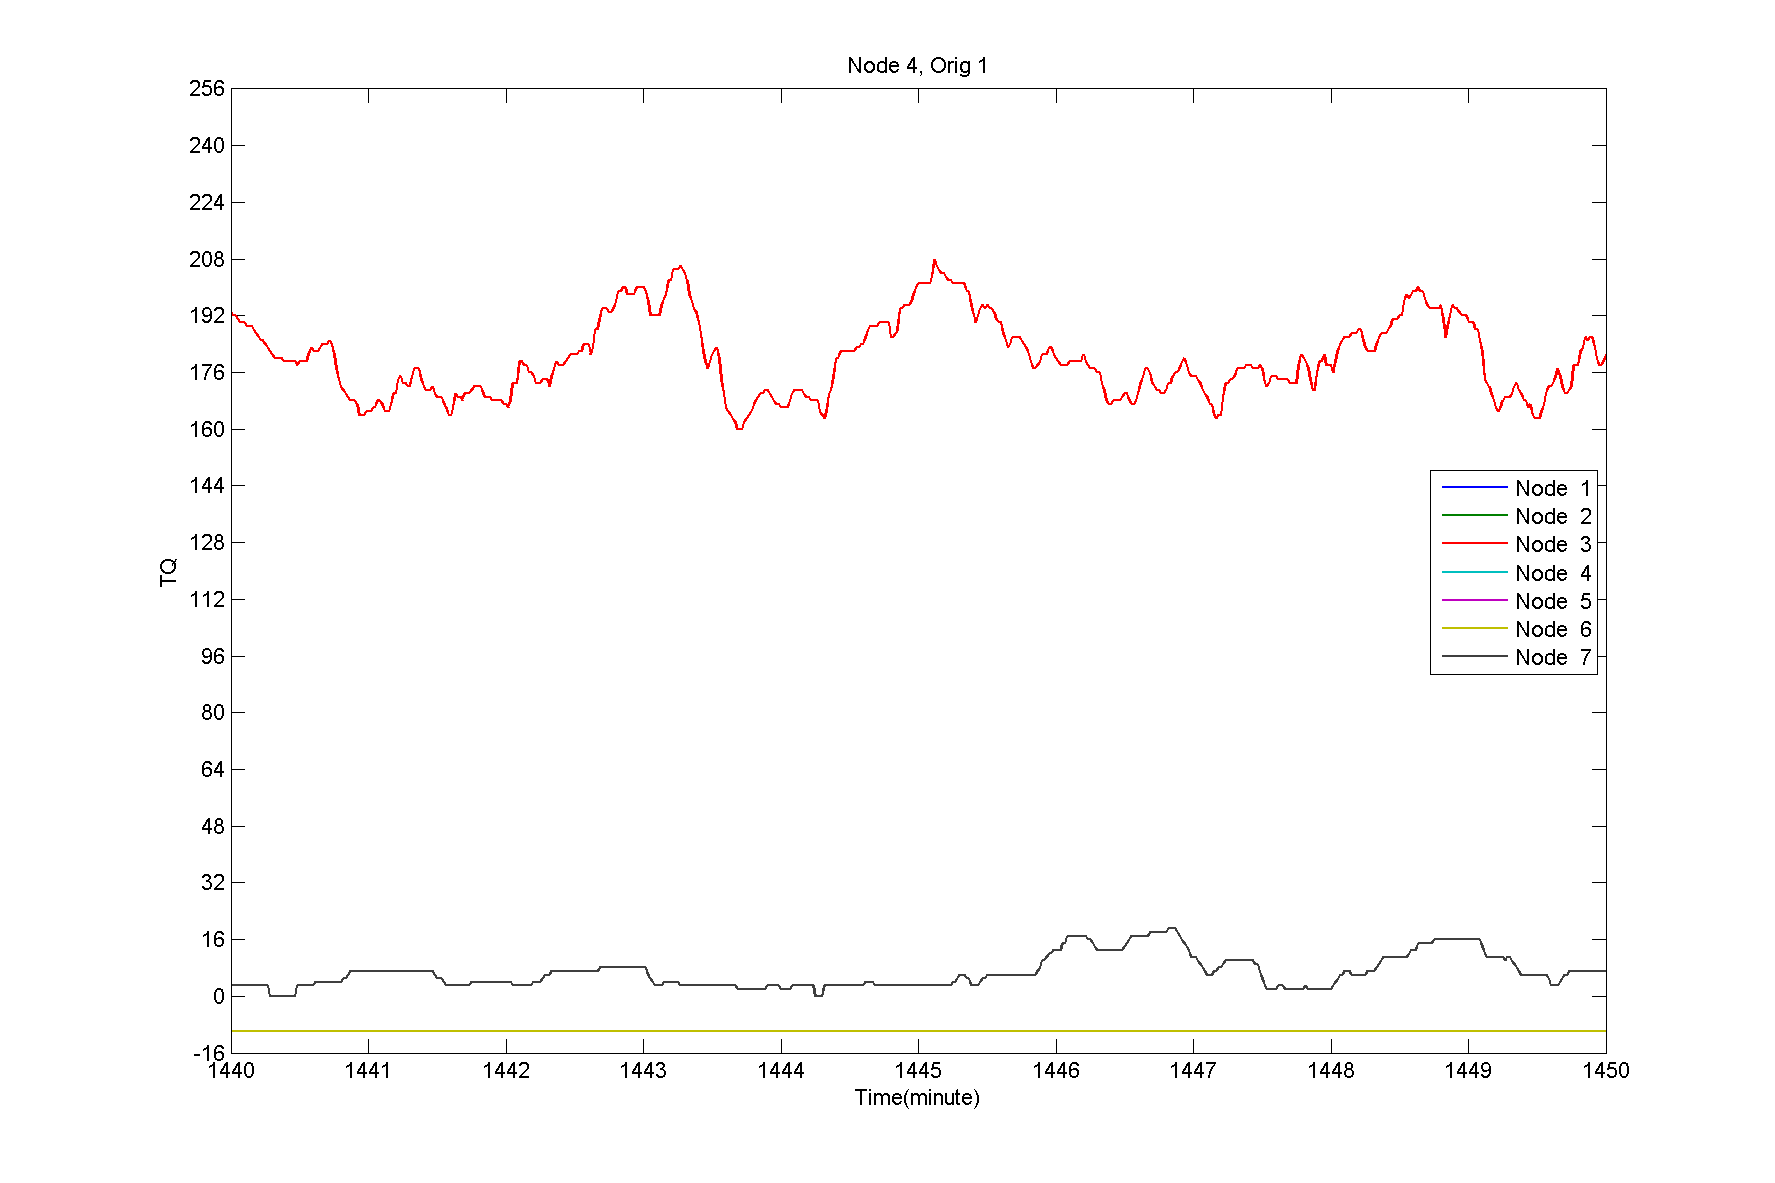 Node 4, Orig 1
256
240
224
208
192
176
160
144
128
112
96
80
64
48
32
16
0
-16
TQ
Node 1
Node 2
Node 3
Node 4
Node 5
Node 6
Node 7
1440 1441 1442 1443 1444 1445 1446 1447 1448 1449 1450
Time(minute)